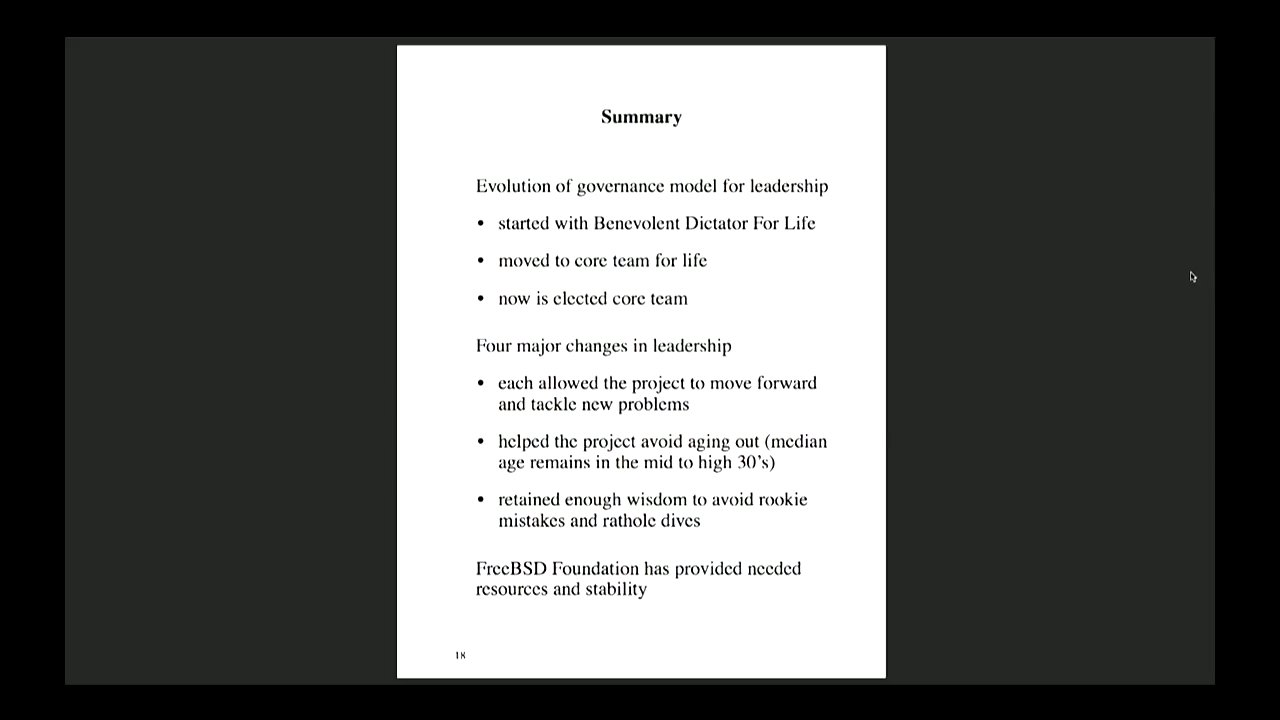 Summary
Evolution of governance model for leadership
• started with Benevolent Dictator For Life
• moved to core team for life
• now is elected core team
Four major changes in leadership
• each allowed the project to move forward
and tackle new problems
• helped the project avoid aging out (median
age remains in the mid to high 30's)
• retained enough wisdom to avoid rookie
mistakes and rathole dives
FreeBSD Foundation has provided needed
resources and stability
18